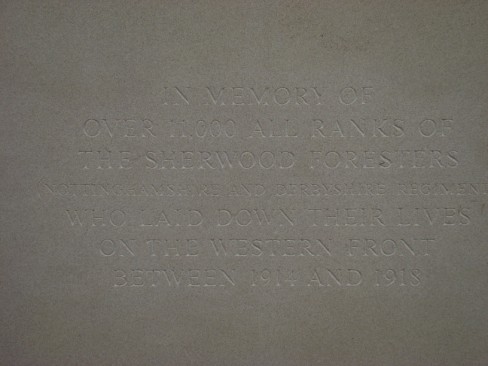 IN MEMORY OF
OVER 11,000 ALL RANKS OF
THE SHERWOOD FORESTERS
(NOTTINGHAMSHIRE AND DERBYSHIRE REGIMENT
WHO LAID DOWN THEIR LIVES
ON THE WESTERN FRONT
BETWEEN 1914 AND 1918